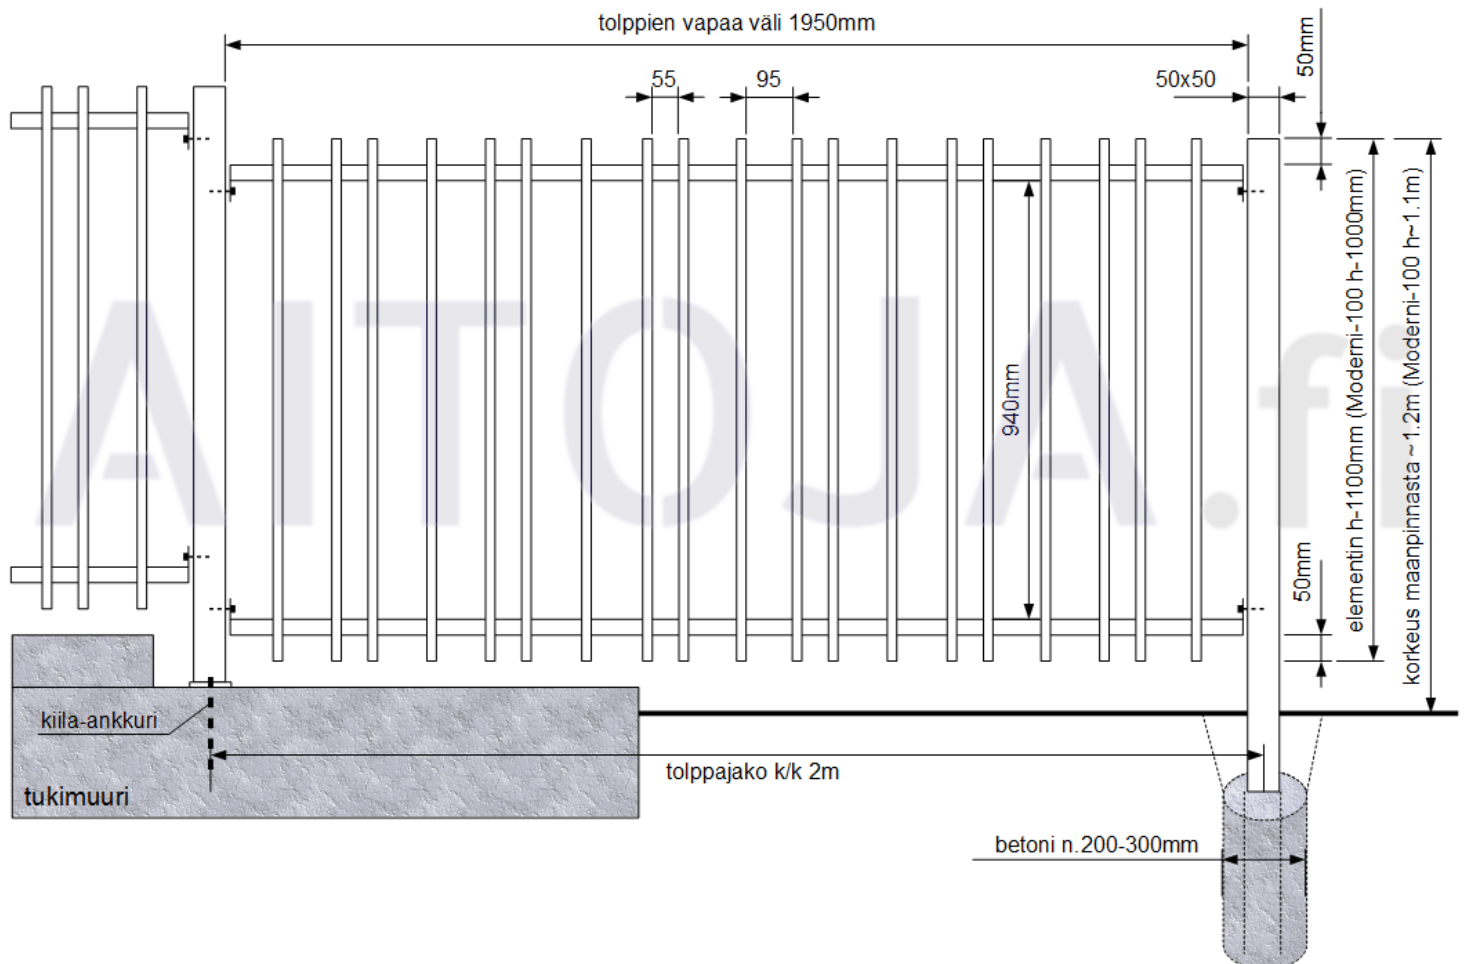 tolppien vapaa väli 1950mm
50mm
55
95
50x50
AITOJA.fi
940mm
elementin h-1100mm (Moderni-100 h-1000mm)
korkeus maanpinnasta ~1.2m (Moderni-100 h~1.1m)
50mm
kiila-ankkuri
tolppajako k/k 2m
tukimuuri
betoni n.200-300mm